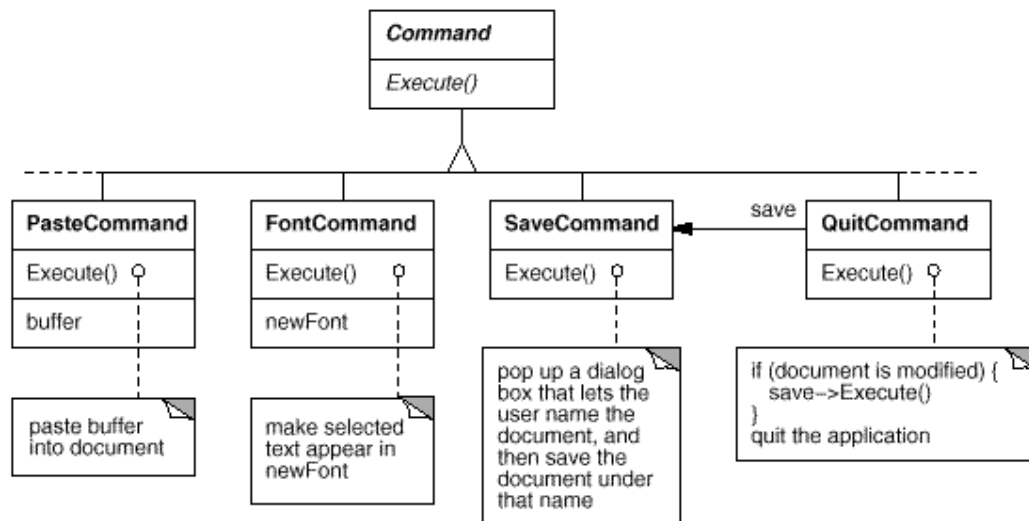 Command
Execute()
PasteCommand
Execute()
buffer
paste buffer
into document
FontCommand
Execute()
newFont
make selected
text appear in
newFont
SaveCommand
Execute()
pop up a dialog
box that lets the
user name the
document, and
then save the
document under
that name
save
QuitCommand
Execute()
if (document is modified) {
save->Execute()
}
quit the application